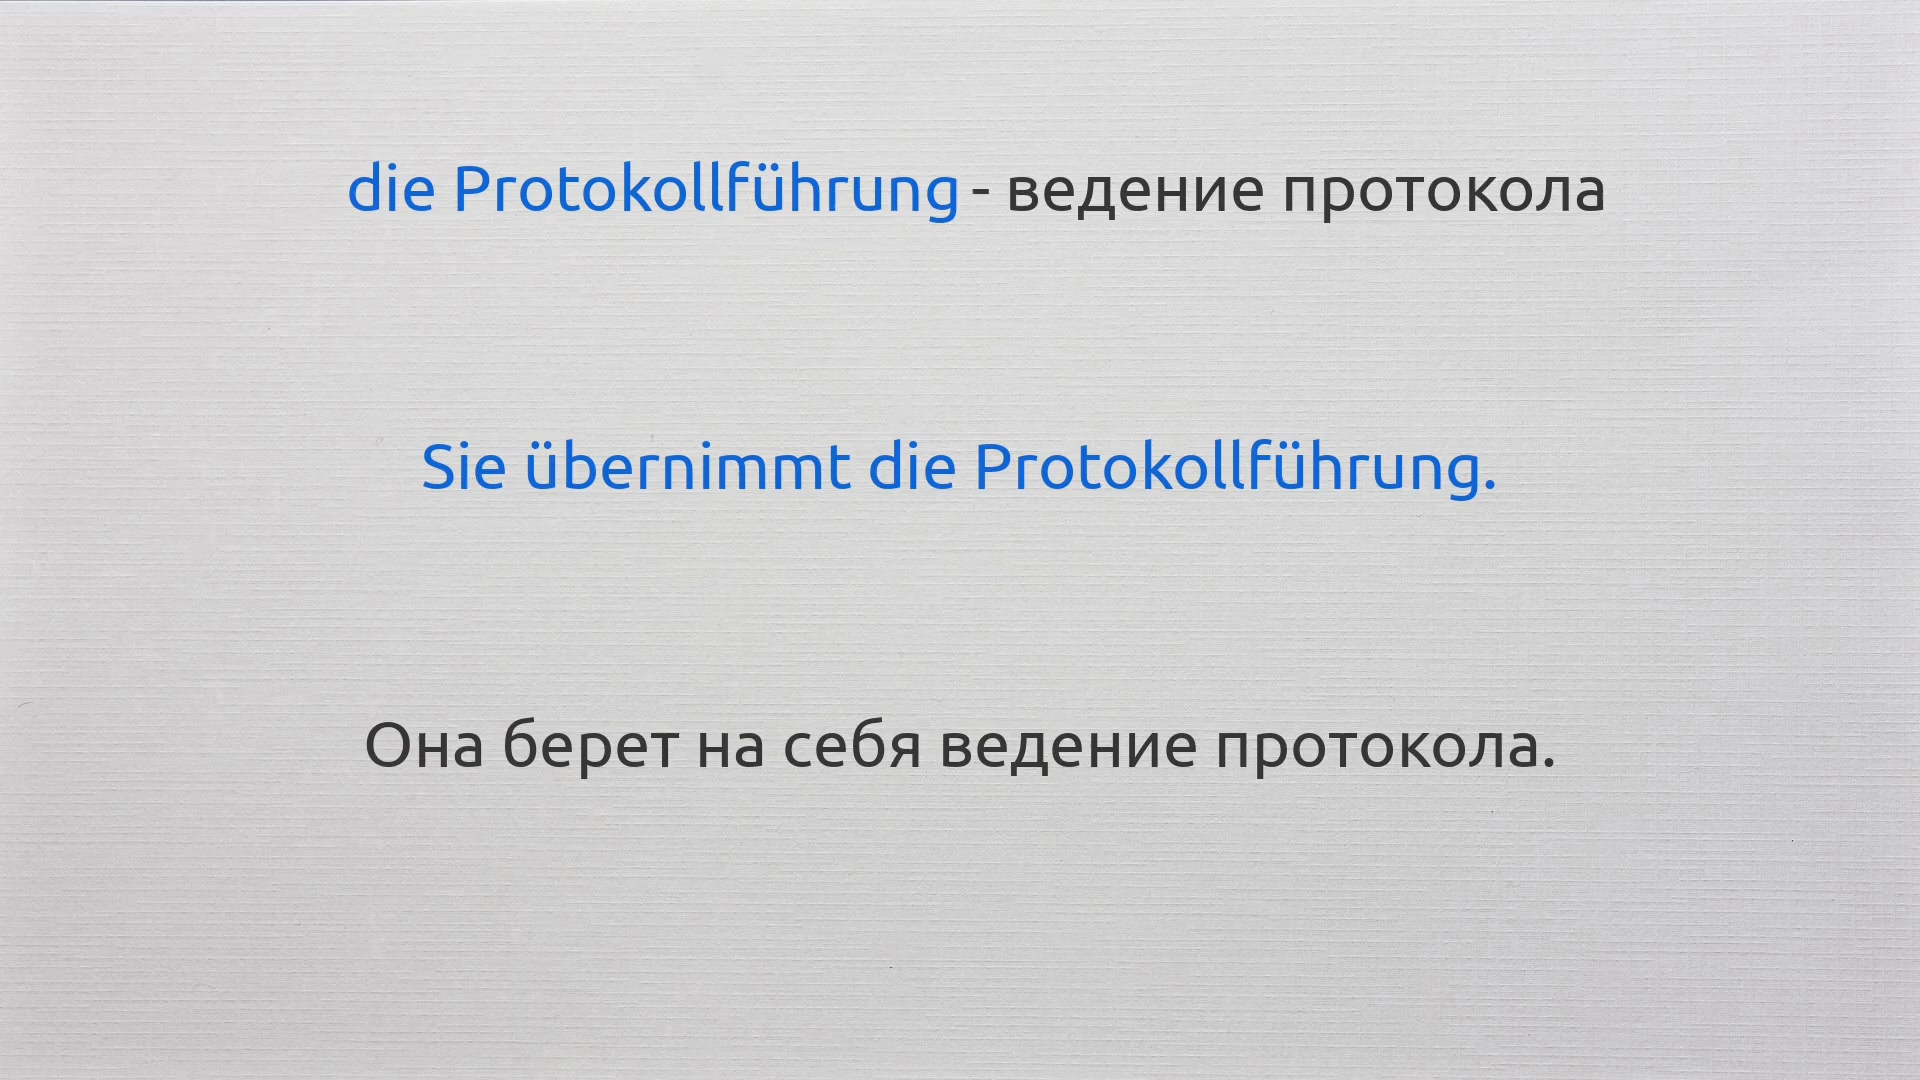 die Protokollführung - ведение протокола
Sie übernimmt die Protokollführung.
Она берет на себя ведение протокола.